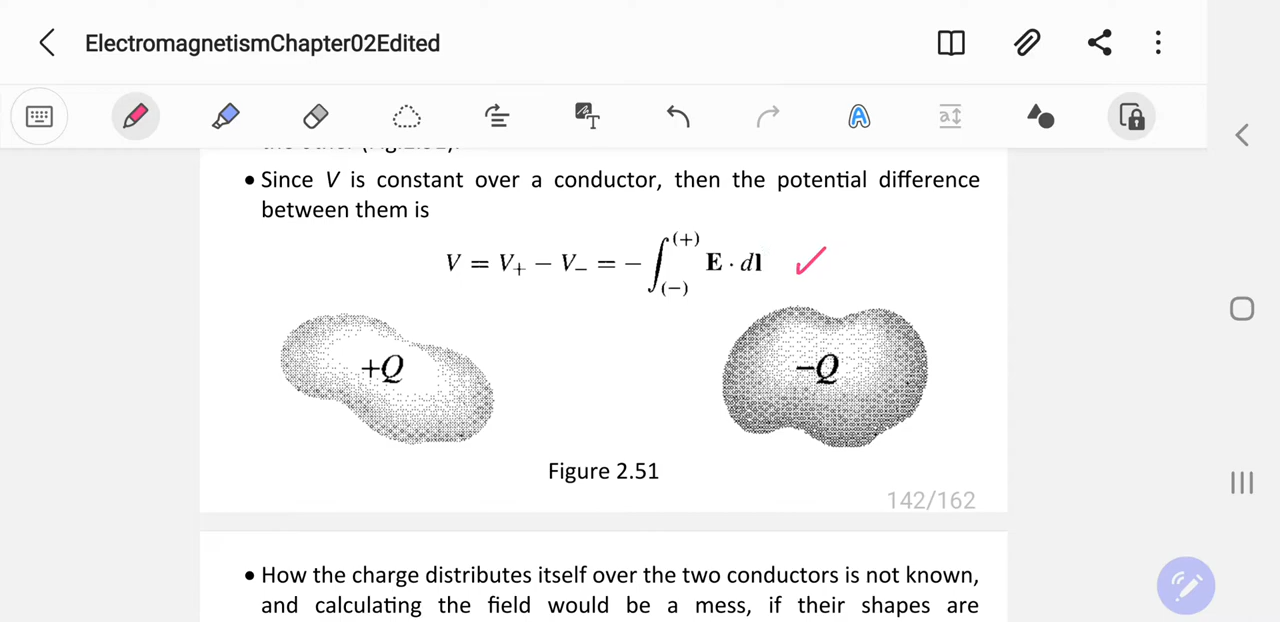 ElectromagnetismChapter02Edited
• Since V is constant over a conductor, then the potential difference
between them is
V = V₊ − V₋ = − ∫₍₋₎⁽⁺⁾ E · dl
+Q
−Q
Figure 2.51
142/162
• How the charge distributes itself over the two conductors is not known,
and calculating the field would be a mess, if their shapes are